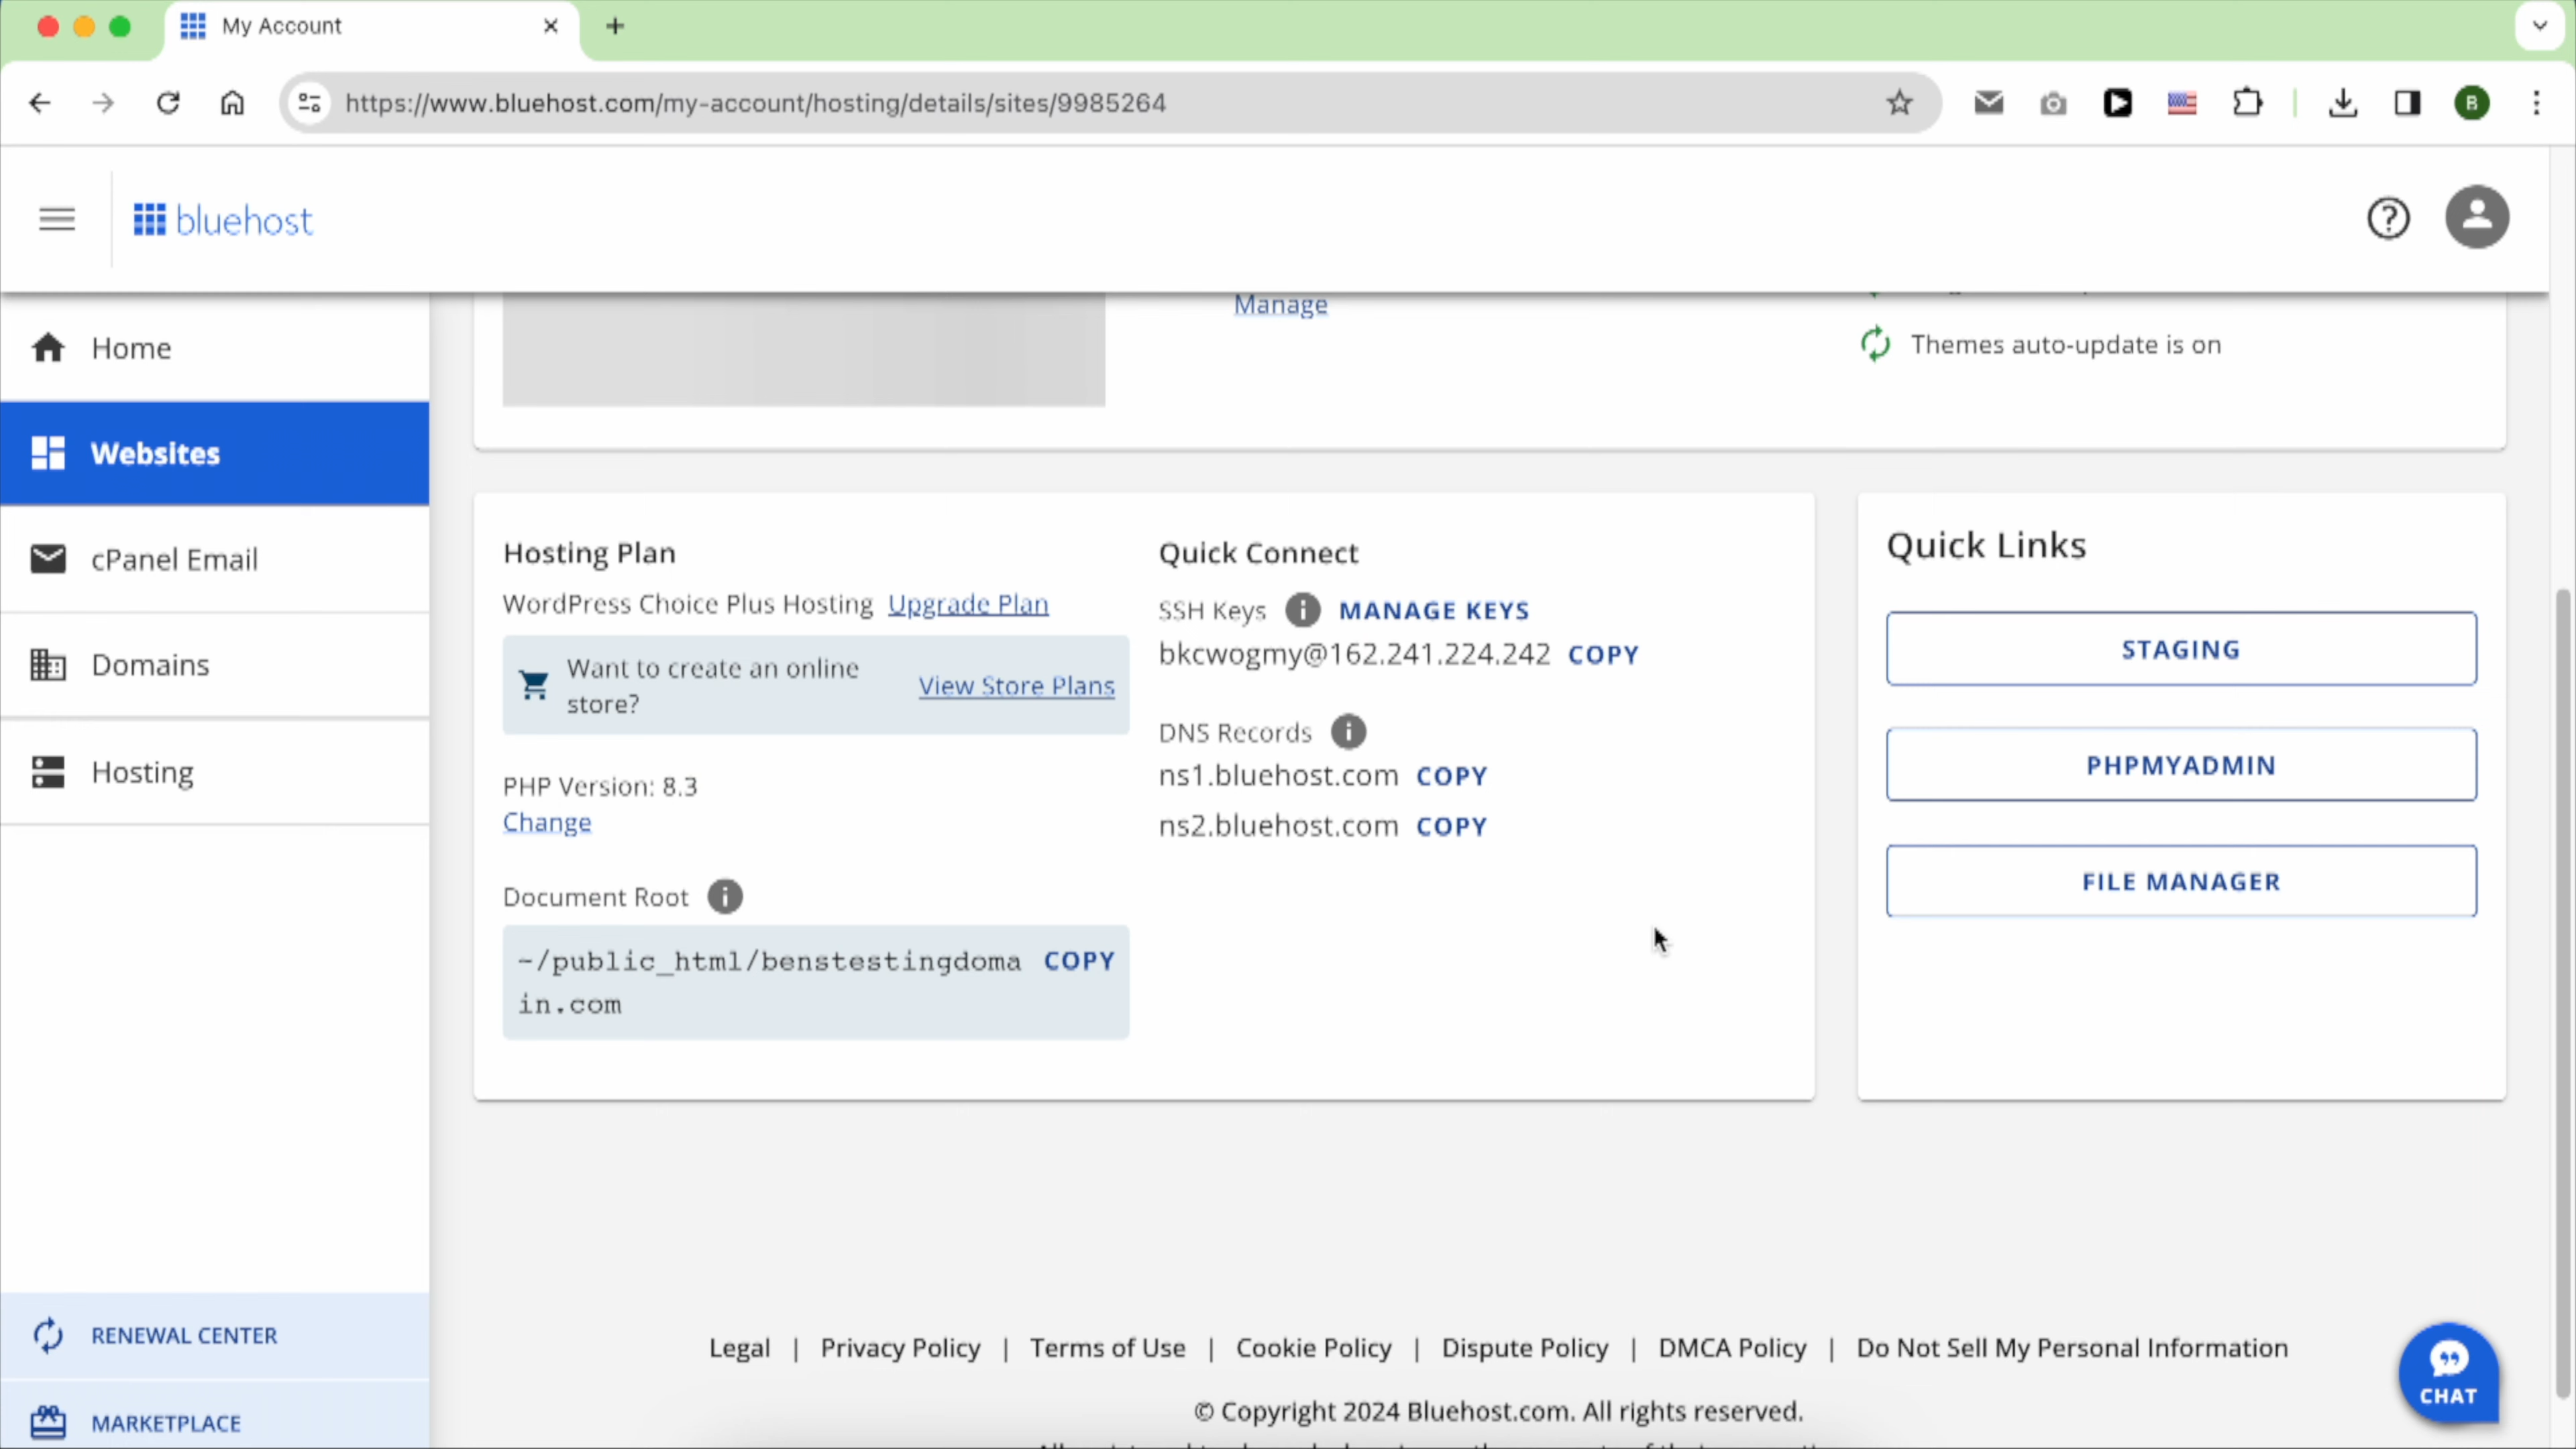 My Account
https://www.bluehost.com/my-account/hosting/details/sites/9985264
B
bluehost
Home
Websites
cPanel Email
Domains
Hosting
RENEWAL CENTER
MARKETPLACE
Manage
Themes auto-update is on
Hosting Plan
WordPress Choice Plus Hosting Upgrade Plan
Want to create an online
store?
View Store Plans
PHP Version: 8.3
Change
Document Root
~/public_html/benstestingdoma
in.com
COPY
Quick Connect
SSH Keys MANAGE KEYS
bkcwogmy@162.241.224.242 COPY
DNS Records
ns1.bluehost.com COPY
ns2.bluehost.com COPY
Quick Links
STAGING
PHPMYADMIN
FILE MANAGER
Legal | Privacy Policy | Terms of Use | Cookie Policy | Dispute Policy | DMCA Policy | Do Not Sell My Personal Information
© Copyright 2024 Bluehost.com. All rights reserved.
CHAT